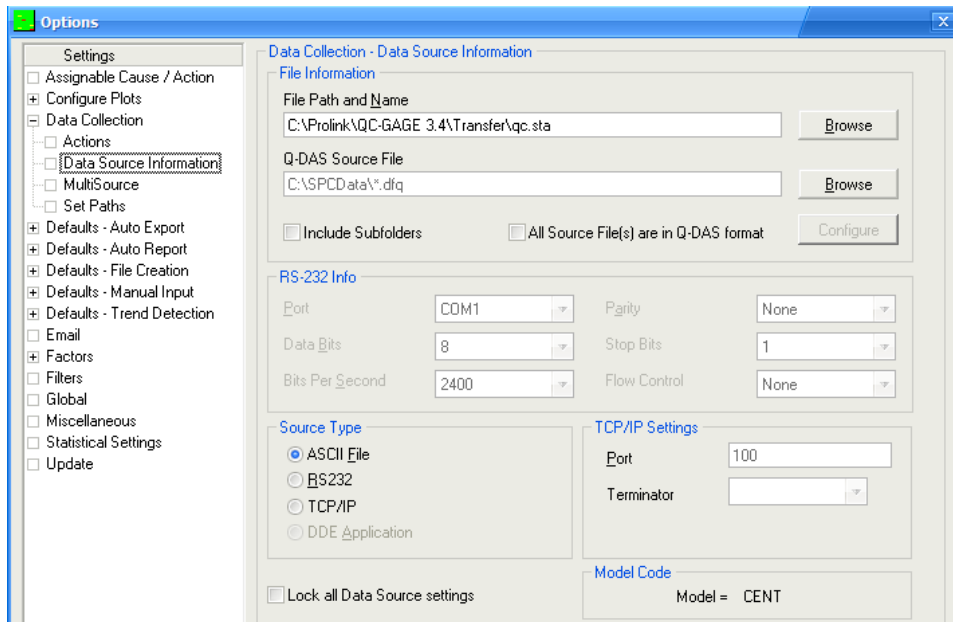 Options
Settings
Assignable Cause / Action
Configure Plots
Data Collection
Actions
Data Source Information
MultiSource
Set Paths
Defaults - Auto Export
Defaults - Auto Report
Defaults - File Creation
Defaults - Manual Input
Defaults - Trend Detection
Email
Factors
Filters
Global
Miscellaneous
Statistical Settings
Update
Data Collection - Data Source Information
File Information
File Path and Name
C:\Prolink\QC-GAGE 3.4\Transfer\qc.sta
Browse
Q-DAS Source File
C:\SPCData\*.dfq
Browse
Include Subfolders
All Source File(s) are in Q-DAS format
Configure
RS-232 Info
Port
COM1
Parity
None
Data Bits
8
Stop Bits
1
Bits Per Second
2400
Flow Control
None
Source Type
ASCII File
RS232
TCP/IP
DDE Application
TCP/IP Settings
Port
100
Terminator
Lock all Data Source settings
Model Code
Model = CENT